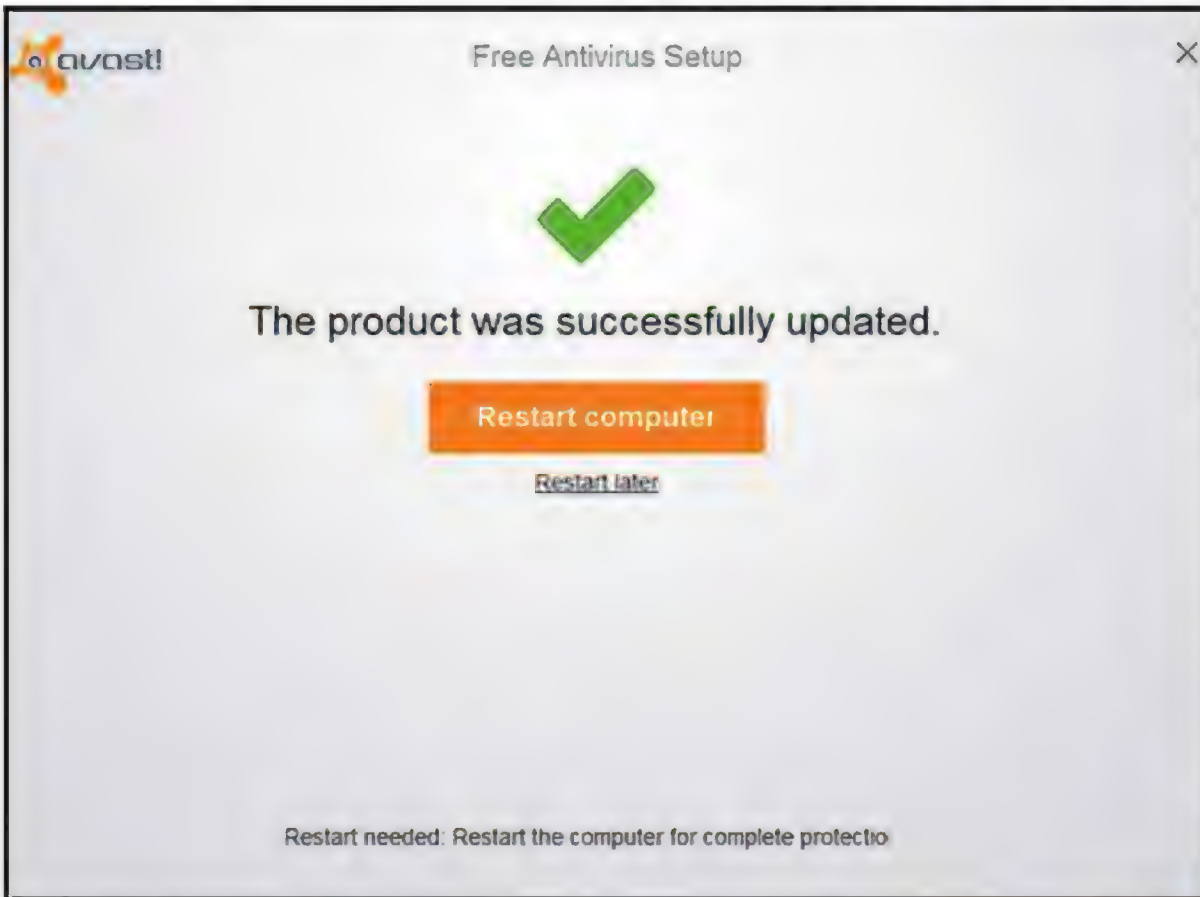 avast!
Free Antivirus Setup
The product was successfully updated.
Restart computer
Restart later
Restart needed: Restart the computer for complete protectio